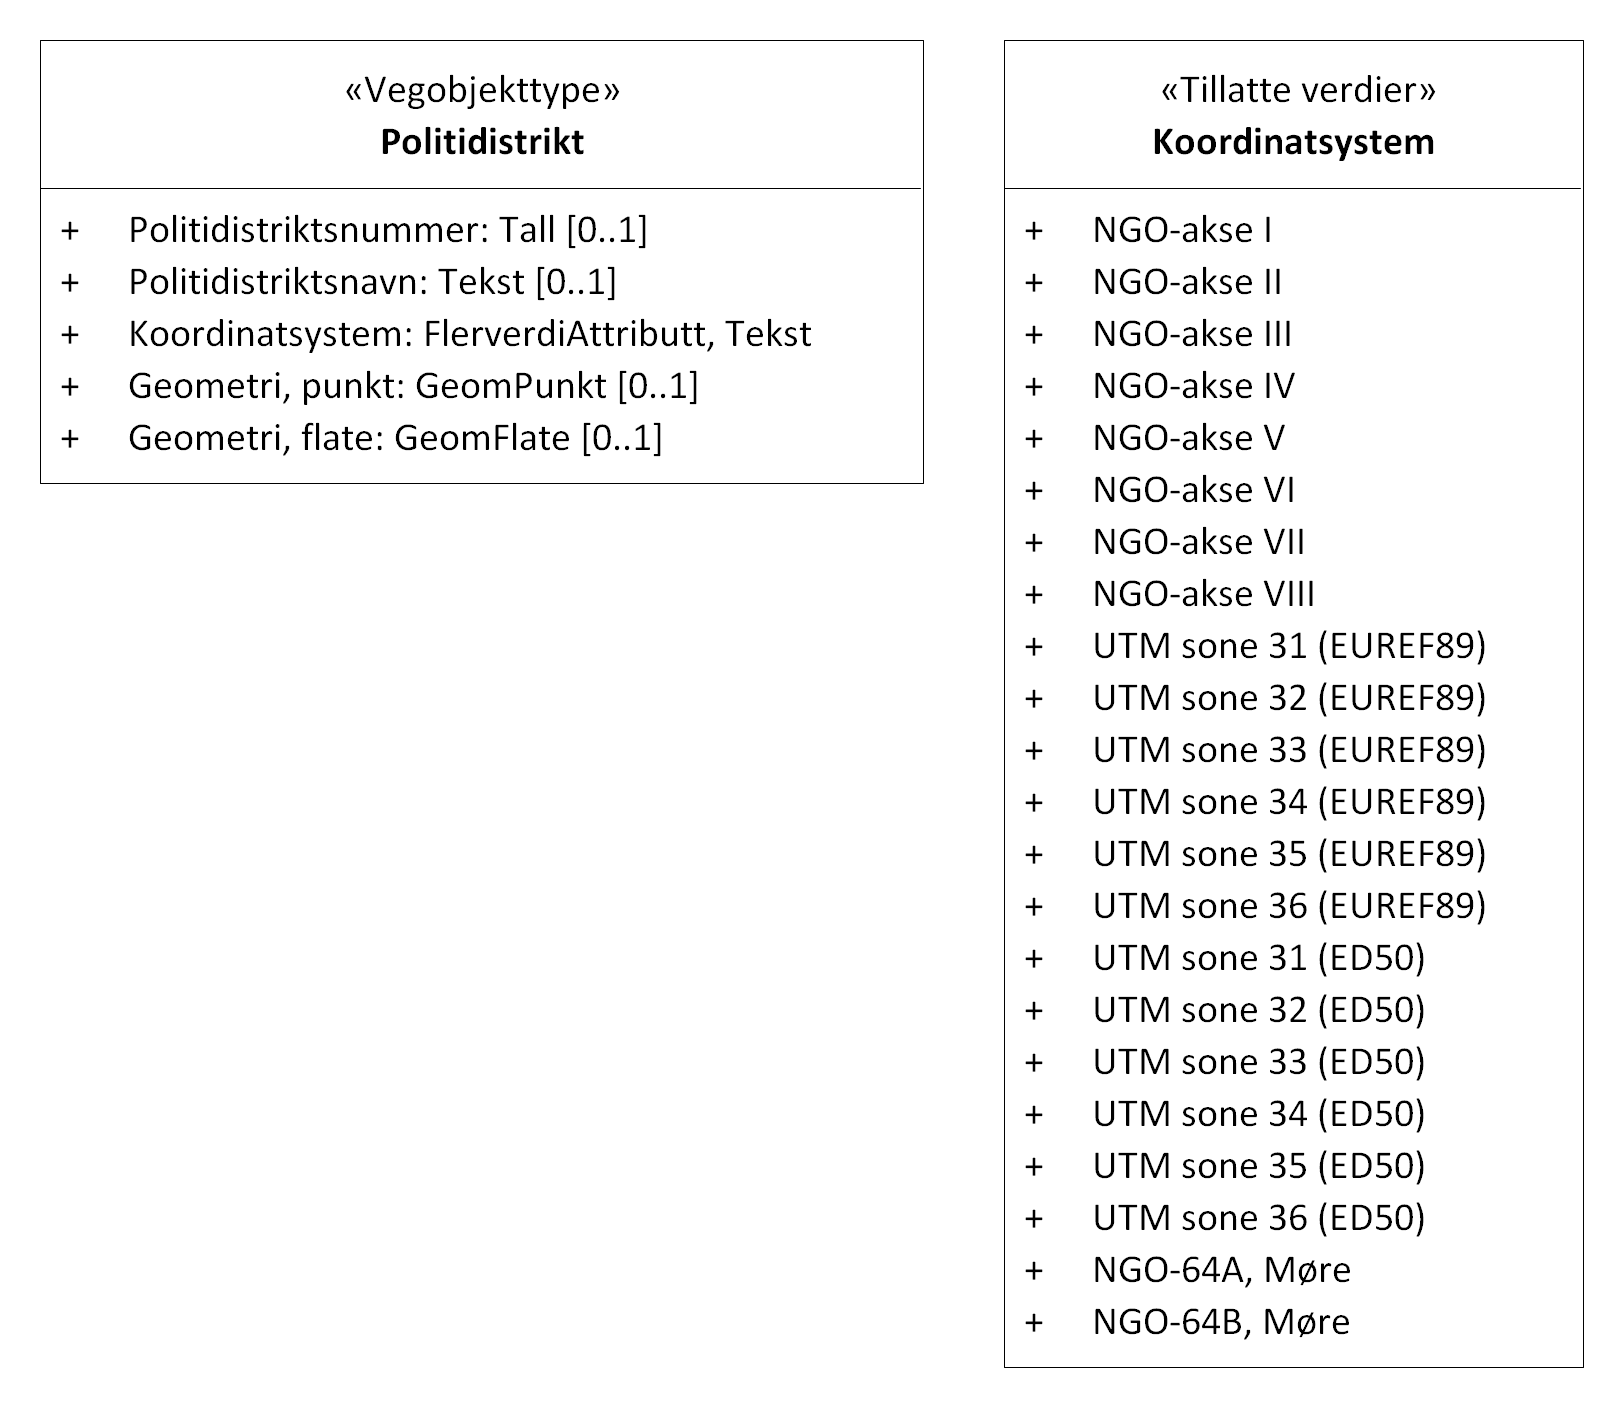 «Vegobjekttype»
Politidistrikt
+ Politidistriktsnummer: Tall [0..1]
+ Politidistriktsnavn: Tekst [0..1]
+ Koordinatsystem: FlerverdiAttributt, Tekst
+ Geometri, punkt: GeomPunkt [0..1]
+ Geometri, flate: GeomFlate [0..1]
«Tillatte verdier»
Koordinatsystem
+ NGO-akse I
+ NGO-akse II
+ NGO-akse III
+ NGO-akse IV
+ NGO-akse V
+ NGO-akse VI
+ NGO-akse VII
+ NGO-akse VIII
+ UTM sone 31 (EUREF89)
+ UTM sone 32 (EUREF89)
+ UTM sone 33 (EUREF89)
+ UTM sone 34 (EUREF89)
+ UTM sone 35 (EUREF89)
+ UTM sone 36 (EUREF89)
+ UTM sone 31 (ED50)
+ UTM sone 32 (ED50)
+ UTM sone 33 (ED50)
+ UTM sone 34 (ED50)
+ UTM sone 35 (ED50)
+ UTM sone 36 (ED50)
+ NGO-64A, Møre
+ NGO-64B, Møre